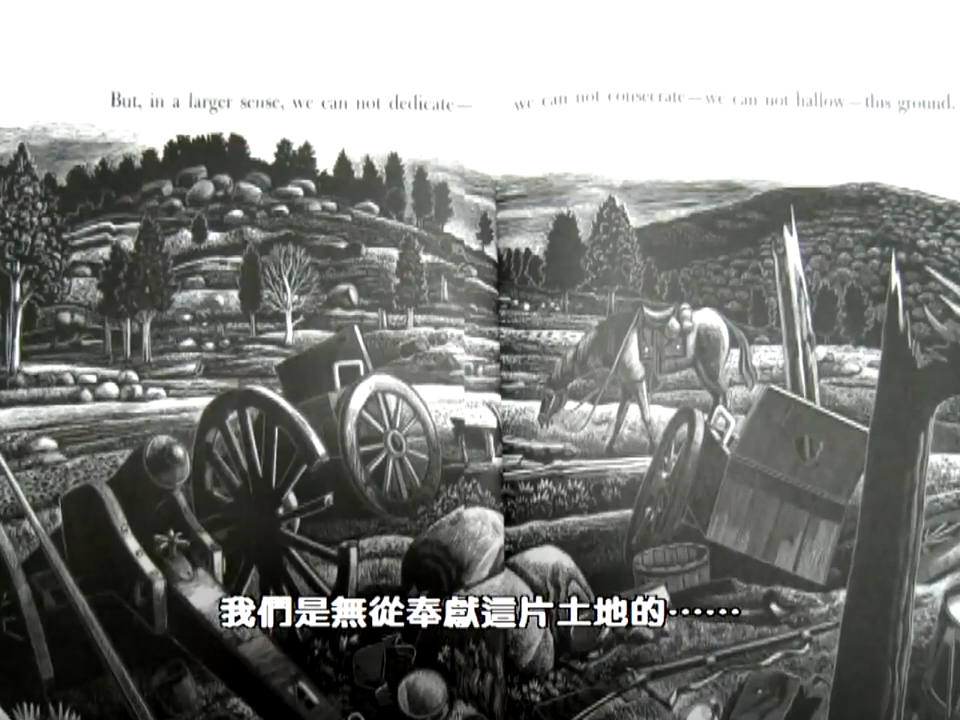 But, in a larger sense, we can not dedicate— we can not consecrate—we can not hallow—this ground.
我們是無從奉獻這片土地的⋯⋯